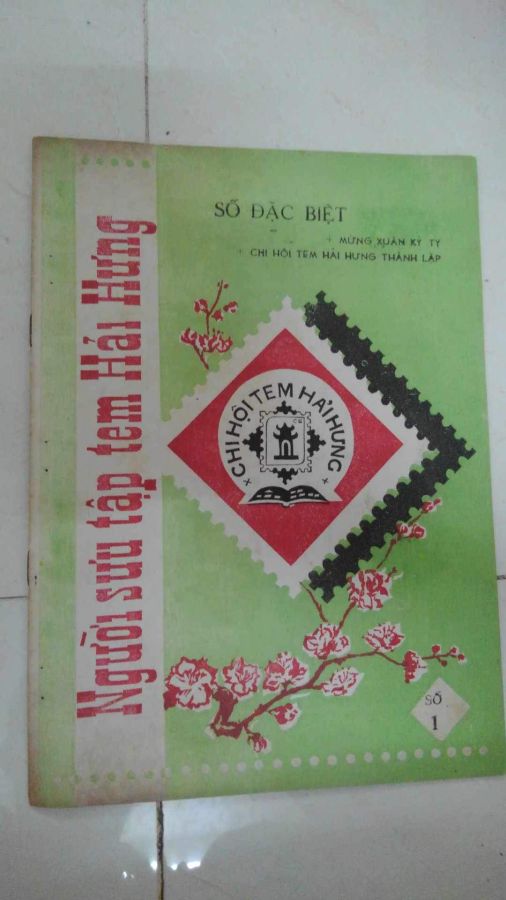 SỐ ĐẶC BIỆT
+ MỪNG XUÂN KỶ TỴ
+ CHI HỘI TEM HẢI HƯNG THÀNH LẬP
Người sưu tập tem Hải Hưng
+ CHI HỘI TEM HẢI HƯNG +
SỐ
1